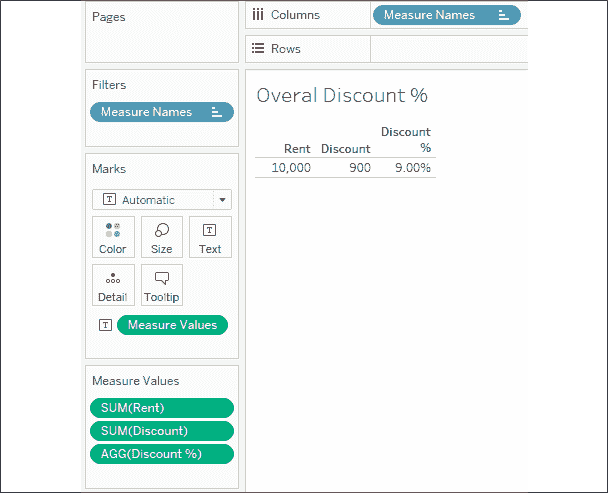 Pages
Columns
Measure Names
Rows
Filters
Measure Names
Marks
T Automatic
Color
Size
T
Text
Detail
Tooltip
T Measure Values
Measure Values
SUM(Rent)
SUM(Discount)
AGG(Discount %)
Overal Discount %
Rent Discount Discount %
10,000 900 9.00%